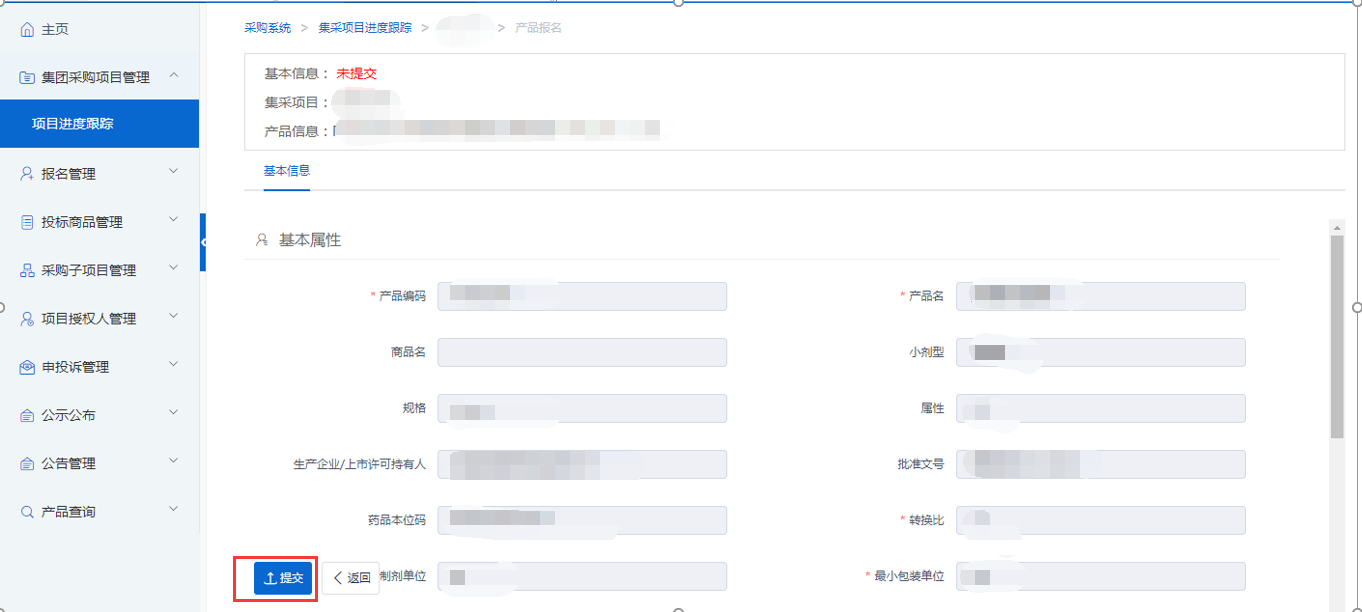 主页
集团采购项目管理
项目进度跟踪
报名管理
投标商品管理
采购子项目管理
项目授权人管理
申投诉管理
公示公布
公告管理
产品查询
采购系统 > 集采项目进度跟踪 > > 产品报名
基本信息： 未提交
集采项目：
产品信息：
基本信息
基本属性
* 产品编码
* 产品名
商品名
小剂型
规格
属性
生产企业/上市许可持有人
批准文号
药品本位码
* 转换比
制剂单位
* 最小包装单位
提交
返回